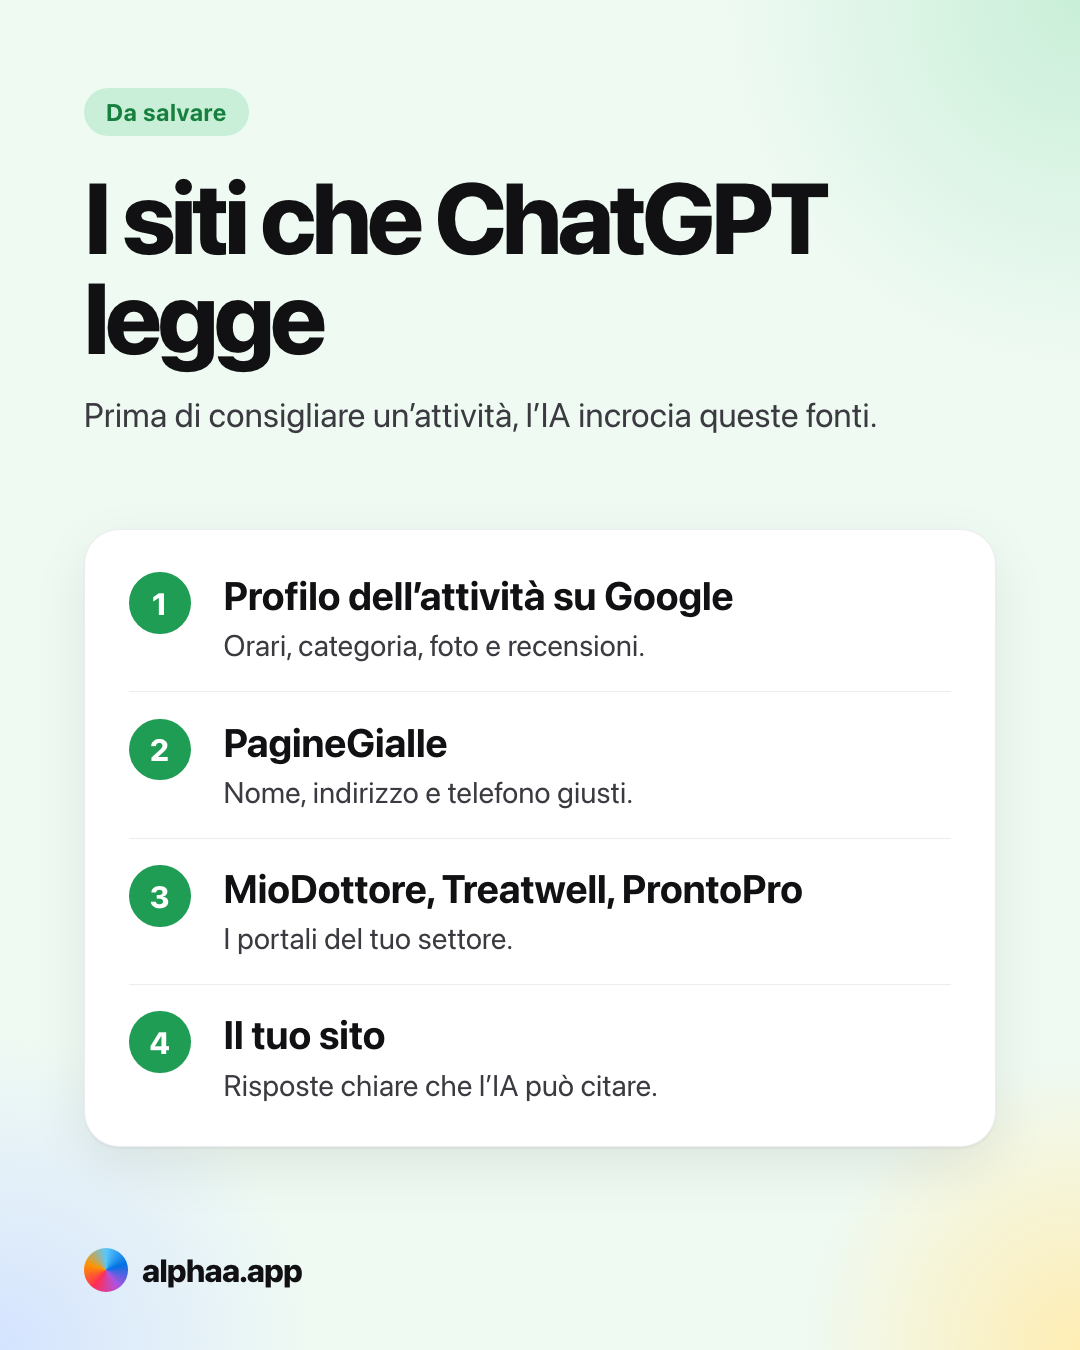 Da salvare
I siti che ChatGPT
legge
Prima di consigliare un’attività, l’IA incrocia queste fonti.
1
Profilo dell’attività su Google
Orari, categoria, foto e recensioni.
2
PagineGialle
Nome, indirizzo e telefono giusti.
3
MioDottore, Treatwell, ProntoPro
I portali del tuo settore.
4
Il tuo sito
Risposte chiare che l’IA può citare.
alphaa.app